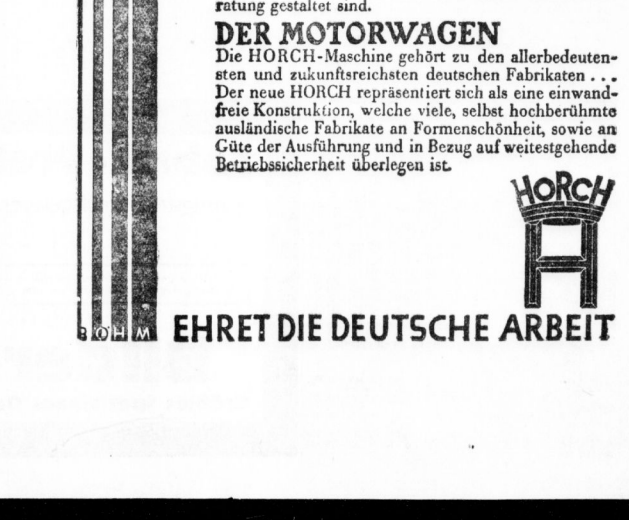 ratung gestaltet sind.
DER MOTORWAGEN
Die HORCH-Maschine gehört zu den allerbedeuten-
sten und zukunftsreichsten deutschen Fabrikaten ...
Der neue HORCH repräsentiert sich als eine einwand-
freie Konstruktion, welche viele, selbst hochberühmte
ausländische Fabrikate an Formenschönheit, sowie an
Güte der Ausführung und in Bezug auf weitestgehende
Betriebssicherheit überlegen ist.
HORCH
BÖHM
EHRET DIE DEUTSCHE ARBEIT